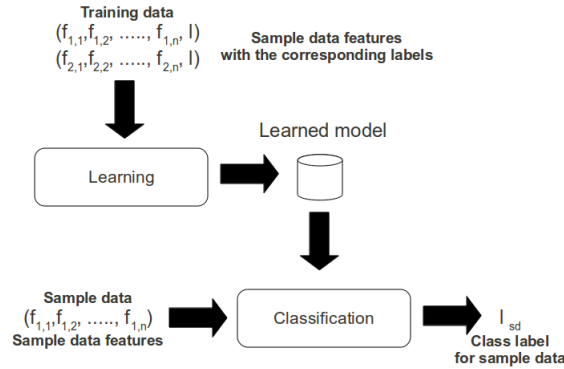 Training data
(f1,1,f1,2, ....., f1,n, l)
(f2,1,f2,2, ....., f2,n, l)
Sample data features
with the corresponding labels
Learned model
Learning
Sample data
(f1,1,f1,2, ....., f1,n)
Sample data features
Classification
l sd
Class label
for sample data